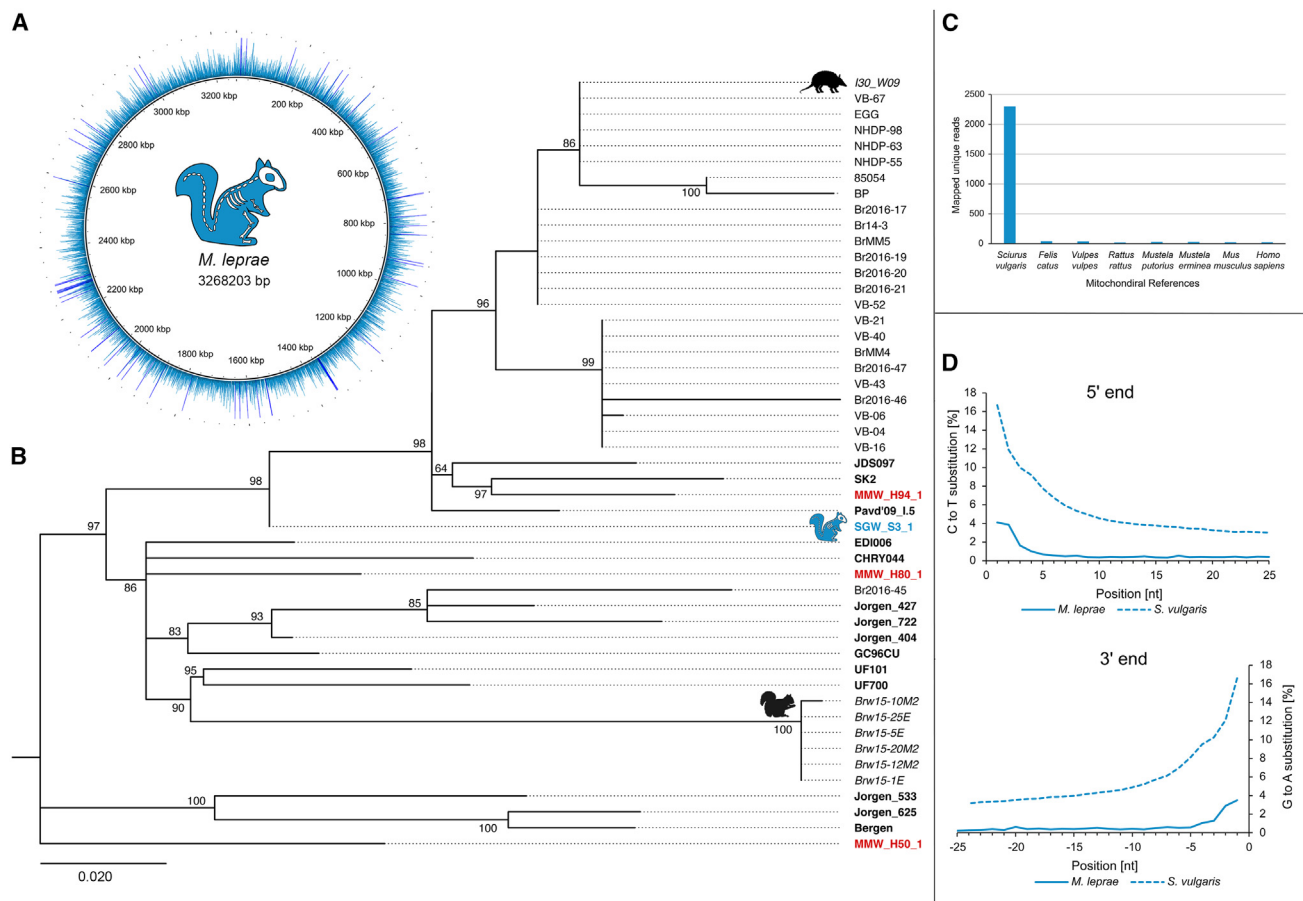 A
3200 kbp
200 kbp
400 kbp
600 kbp
800 kbp
1000 kbp
1200 kbp
1400 kbp
1600 kbp
1800 kbp
2000 kbp
2200 kbp
2400 kbp
2600 kbp
2800 kbp
3000 kbp
M. leprae
3268203 bp
B
I30_W09
VB-67
EGG
NHDP-98
NHDP-63
NHDP-55
85054
BP
Br2016-17
Br14-3
BrMM5
Br2016-19
Br2016-20
Br2016-21
VB-52
VB-21
VB-40
BrMM4
Br2016-47
VB-43
Br2016-46
VB-06
VB-04
VB-16
JDS097
SK2
MMW_H94_1
Pavd'09_I.5
SGW_S3_1
EDI006
CHRY044
MMW_H80_1
Br2016-45
Jorgen_427
Jorgen_722
Jorgen_404
GC96CU
UF101
UF700
Brw15-10M2
Brw15-25E
Brw15-5E
Brw15-20M2
Brw15-12M2
Brw15-1E
Jorgen_533
Jorgen_625
Bergen
MMW_H50_1
86
100
96
99
98
64
97
98
97
86
85
93
83
95
90
100
100
100
0.020
C
Mapped unique reads
2500
2000
1500
1000
500
0
Sciurus vulgaris
Felis catus
Vulpes vulpes
Rattus rattus
Mustela putorius
Mustela erminea
Mus musculus
Homo sapiens
Mitochondiral References
D
5' end
C to T substitution [%]
18
16
14
12
10
8
6
4
2
0
0 5 10 15 20 25
Position [nt]
M. leprae S. vulgaris
3' end
G to A substitution [%]
18
16
14
12
10
8
6
4
2
0
-25 -20 -15 -10 -5 0
Position [nt]
M. leprae S. vulgaris